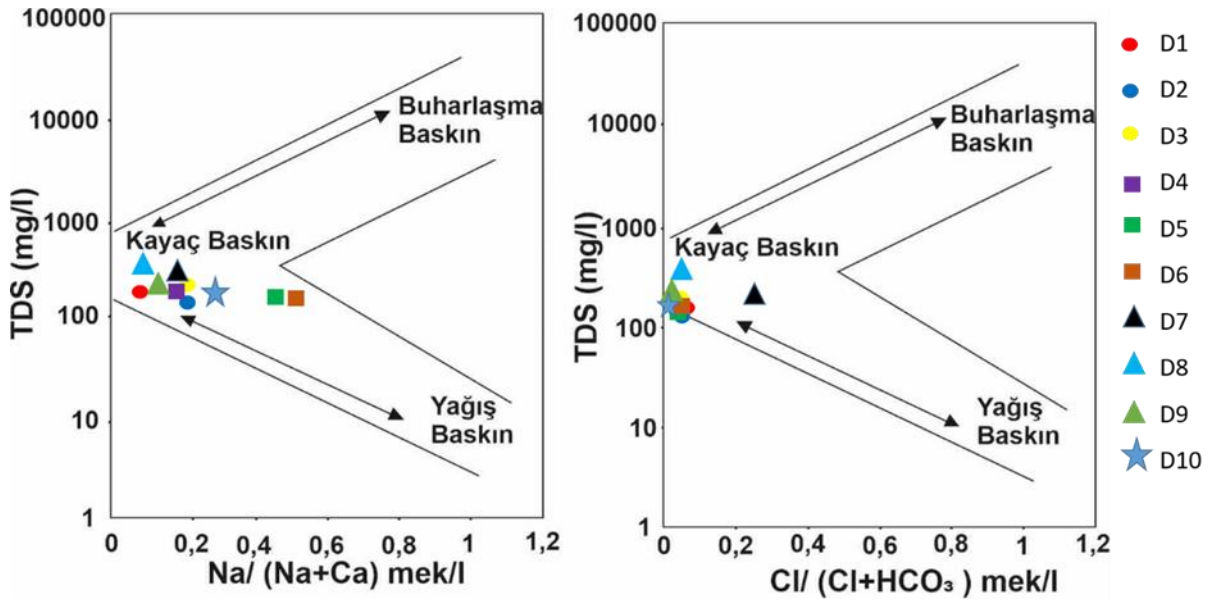 100000
10000
1000
100
10
1
TDS (mg/l)
Buharlaşma
Baskın
Kayaç Baskın
Yağış
Baskın
0 0,2 0,4 0,6 0,8 1 1,2
Na/ (Na+Ca) mek/l
100000
10000
1000
100
10
1
TDS (mg/l)
Buharlaşma
Baskın
Kayaç Baskın
Yağış
Baskın
0 0,2 0,4 0,6 0,8 1 1,2
Cl/ (Cl+HCO₃ ) mek/l
D1
D2
D3
D4
D5
D6
D7
D8
D9
D10